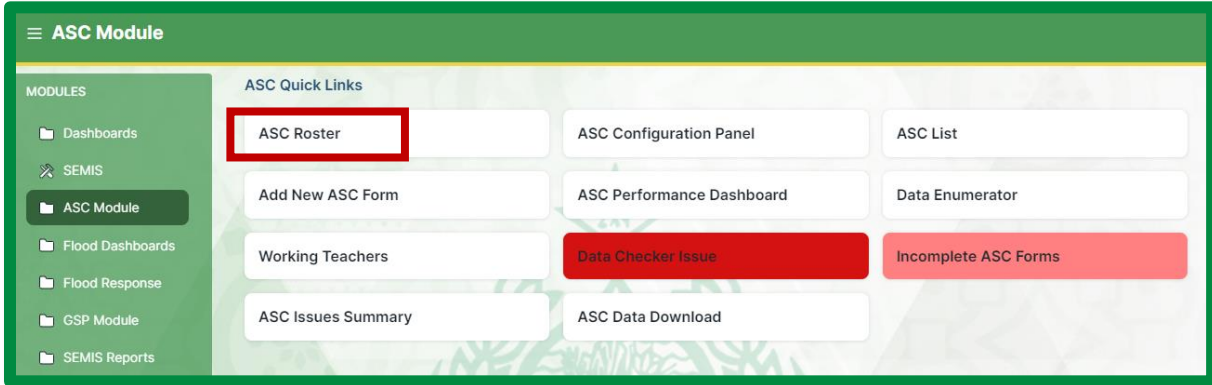 ASC Module
MODULES
Dashboards
SEMIS
ASC Module
Flood Dashboards
Flood Response
GSP Module
SEMIS Reports
ASC Quick Links
ASC Roster
ASC Configuration Panel
ASC List
Add New ASC Form
ASC Performance Dashboard
Data Enumerator
Working Teachers
Data Checker Issue
Incomplete ASC Forms
ASC Issues Summary
ASC Data Download